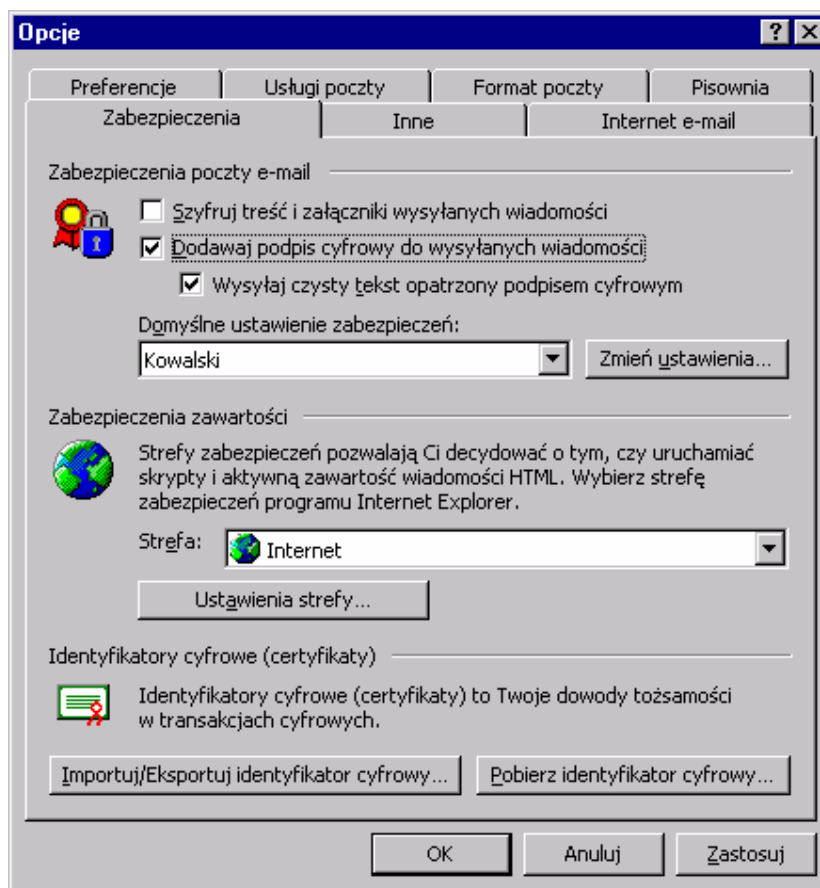 Opcje
Preferencje
Usługi poczty
Format poczty
Pisownia
Zabezpieczenia
Inne
Internet e-mail
Zabezpieczenia poczty e-mail
Szyfruj treść i załączniki wysyłanych wiadomości
Dodawaj podpis cyfrowy do wysyłanych wiadomości
Wysyłaj czysty tekst opatrzony podpisem cyfrowym
Domyślne ustawienie zabezpieczeń:
Kowalski
Zmień ustawienia...
Zabezpieczenia zawartości
Strefy zabezpieczeń pozwalają Ci decydować o tym, czy uruchamiać
skrypty i aktywną zawartość wiadomości HTML. Wybierz strefę
zabezpieczeń programu Internet Explorer.
Strefa:
Internet
Ustawienia strefy...
Identyfikatory cyfrowe (certyfikaty)
Identyfikatory cyfrowe (certyfikaty) to Twoje dowody tożsamości
w transakcjach cyfrowych.
Importuj/Eksportuj identyfikator cyfrowy...
Pobierz identyfikator cyfrowy...
OK
Anuluj
Zastosuj